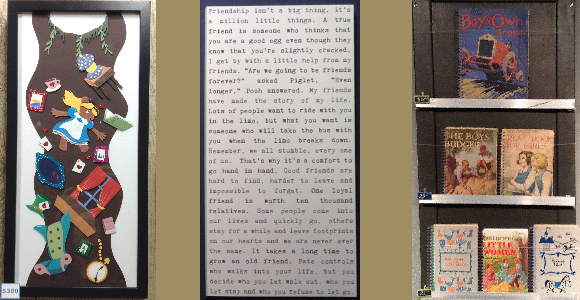 $300
Friendship isn't a big thing, it's
a million little things. A true
friend is someone who thinks that
you are a good egg even though they
know that you're slightly cracked.
I get by with a little help from my
friends. "Are we going to be friends
forever?" asked Piglet. "Even
longer," Pooh answered. My friends
have made the story of my life.
Lots of people want to ride with you
in the limo, but what you want is
someone who will take the bus with
you when the limo breaks down.
Remember, we all stumble, every one
of us. That's why it's a comfort to
go hand in hand. Good friends are
hard to find, harder to leave and
impossible to forget. One loyal
friend is worth ten thousand
relatives. Some people come into
our lives and quickly go, others
stay for a while and leave footprints
on our hearts and we are never ever
the same. It takes a long time to
grow an old friend. Fate controls
who walks into your life. But you
decide who you let walk out, who you
let stay and who you refuse to let go.
Boys Own
BOYS
BUDGET
LITTLE
WOMEN